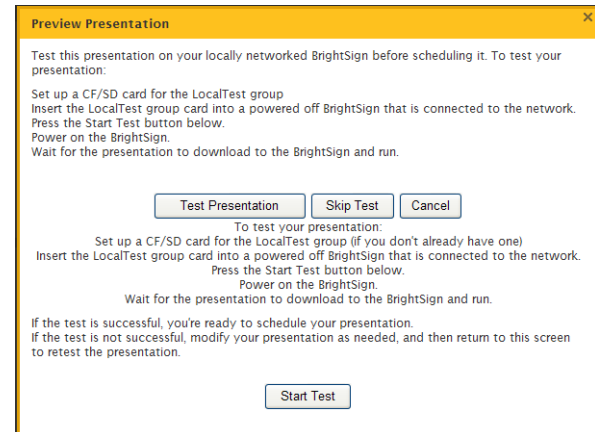 Preview Presentation
Test this presentation on your locally networked BrightSign before scheduling it. To test your
presentation:
Set up a CF/SD card for the LocalTest group
Insert the LocalTest group card into a powered off BrightSign that is connected to the network.
Press the Start Test button below.
Power on the BrightSign.
Wait for the presentation to download to the BrightSign and run.
Test Presentation Skip Test Cancel
To test your presentation:
Set up a CF/SD card for the LocalTest group (if you don't already have one)
Insert the LocalTest group card into a powered off BrightSign that is connected to the network.
Press the Start Test button below.
Power on the BrightSign.
Wait for the presentation to download to the BrightSign and run.
If the test is successful, you're ready to schedule your presentation.
If the test is not successful, modify your presentation as needed, and then return to this screen
to retest the presentation.
Start Test